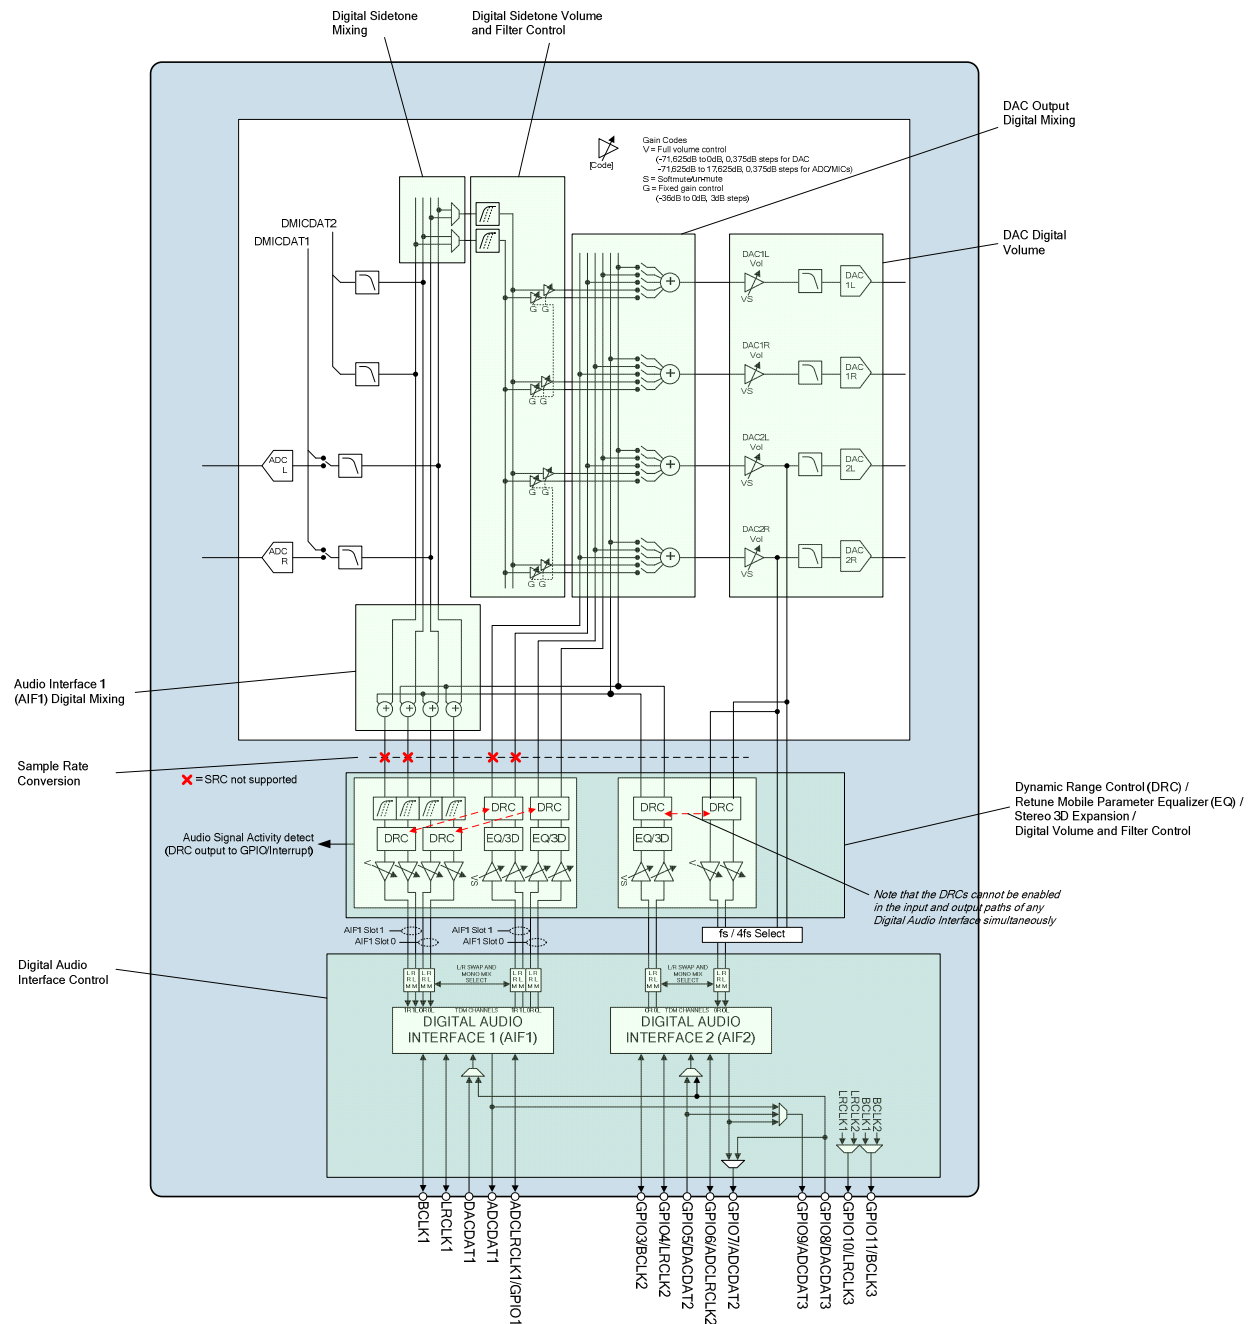 Digital Sidetone
Mixing
Digital Sidetone Volume
and Filter Control
DAC Output
Digital Mixing
[Code]
Gain Codes
V = Full volume control
(-71.625dB to 0dB, 0.375dB steps for DAC
-71.625dB to 17.625dB, 0.375dB steps for ADC/MICs)
S = Softmute/un-mute
G = Fixed gain control
(-36dB to 0dB, 3dB steps)
DMICDAT2
DMICDAT1
DAC Digital
Volume
DAC1L
Vol
VS
DAC
1L
G G
DAC1R
Vol
VS
DAC
1R
G G
ADC
L
DAC2L
Vol
VS
DAC
2L
G G
ADC
R
DAC2R
Vol
VS
DAC
2R
G G
Audio Interface 1
(AIF1) Digital Mixing
Sample Rate
Conversion
= SRC not supported
Dynamic Range Control (DRC) /
Retune Mobile Parameter Equalizer (EQ) /
Stereo 3D Expansion /
Digital Volume and Filter Control
DRC DRC DRC DRC
Audio Signal Activity detect
(DRC output to GPIO/Interrupt)
DRC DRC EQ/3D EQ/3D EQ/3D
V VS VS V
Note that the DRCs cannot be enabled
in the input and output paths of any
Digital Audio Interface simultaneously
AIF1 Slot 1
AIF1 Slot 0
AIF1 Slot 1
AIF1 Slot 0
fs / 4fs Select
Digital Audio
Interface Control
L/R SWAP AND
MONO MIX
SELECT
L/R SWAP AND
MONO MIX
SELECT
TDM CHANNELS
DIGITAL AUDIO
INTERFACE 1 (AIF1)
TDM CHANNELS
DIGITAL AUDIO
INTERFACE 2 (AIF2)
LRCLK1
LRCLK2
BCLK1
BCLK2
BCLK1
LRCLK1
DACDAT1
ADCDAT1
ADCLRCLK1/GPIO1
GPIO3/BCLK2
GPIO4/LRCLK2
GPIO5/DACDAT2
GPIO6/ADCLRCLK2
GPIO7/ADCDAT2
GPIO9/ADCDAT3
GPIO8/DACDAT3
GPIO10/LRCLK3
GPIO11/BCLK3